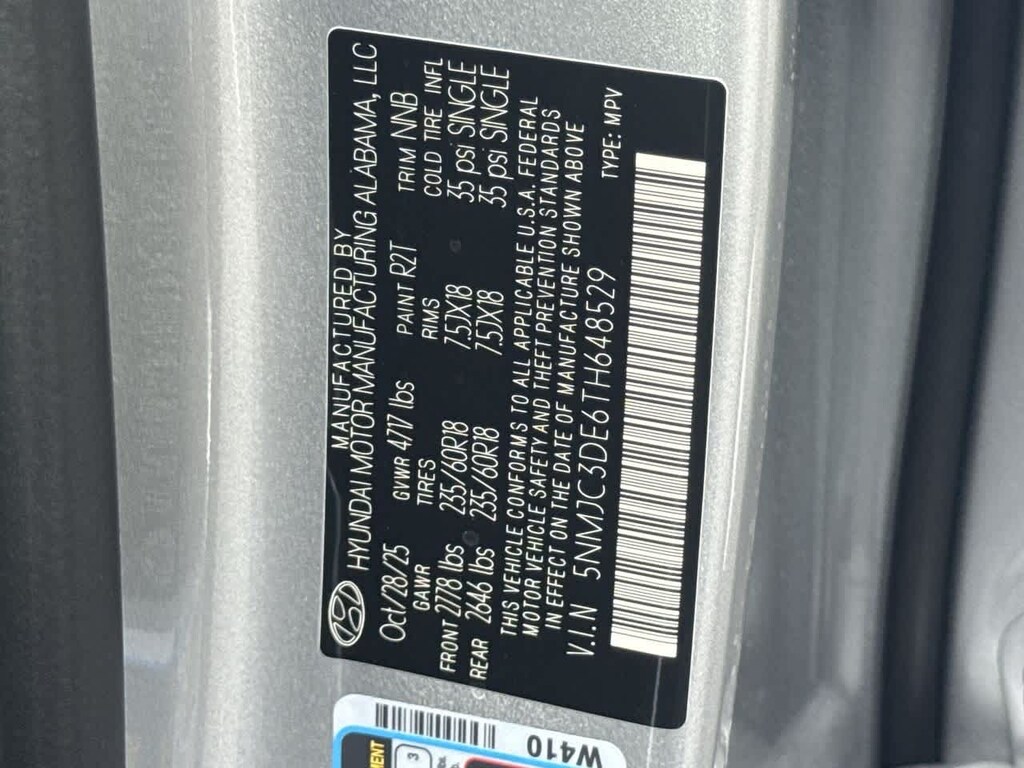 MANUFACTURED BY
HYUNDAI MOTOR MANUFACTURING ALABAMA, LLC
Oct/28/25 GVWR 4717 lbs PAINT R2T TRIM NNB
GAWR TIRES RIMS COLD TIRE INFL
FRONT 2778 lbs 235/60R18 7.5JX18 35 psi SINGLE
REAR 2646 lbs 235/60R18 7.5JX18 35 psi SINGLE
THIS VEHICLE CONFORMS TO ALL APPLICABLE U.S.A. FEDERAL
MOTOR VEHICLE SAFETY AND THEFT PREVENTION STANDARDS
IN EFFECT ON THE DATE OF MANUFACTURE SHOWN ABOVE
V.I.N 5NMJC3DE6TH648529 TYPE: MPV
W410
3